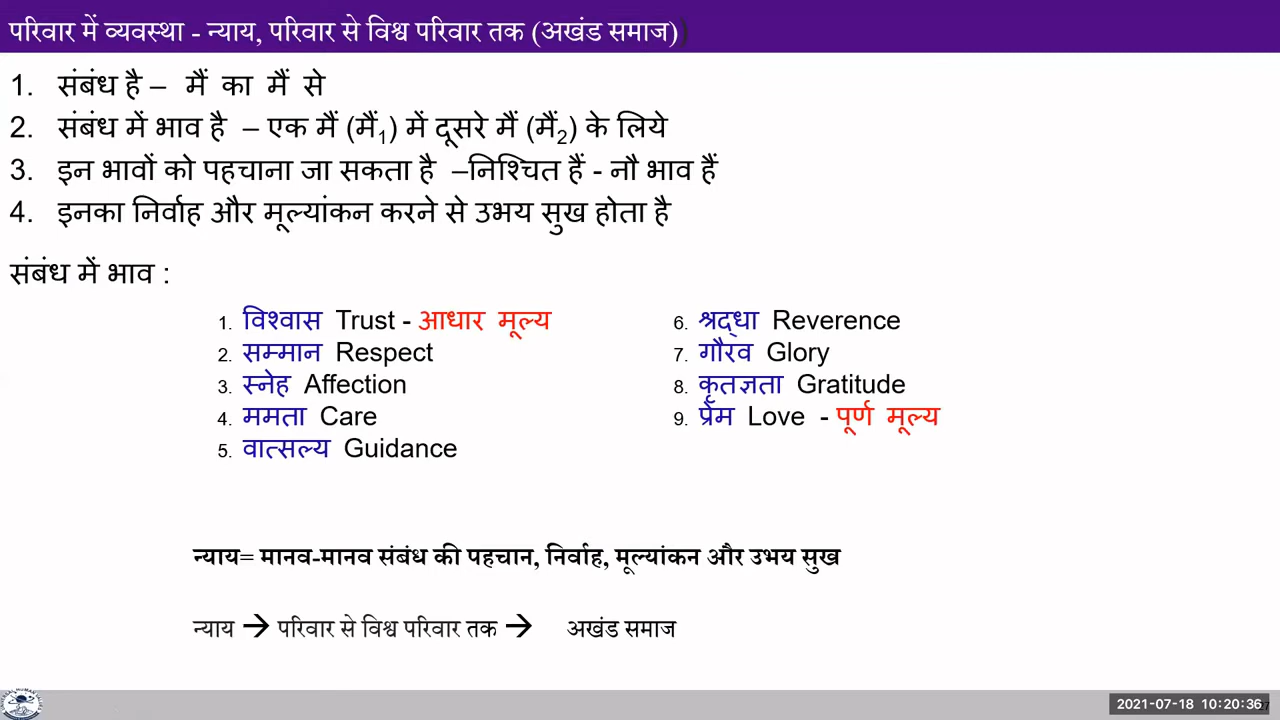 परिवार में व्यवस्था - न्याय, परिवार से विश्व परिवार तक (अखंड समाज)
1. संबंध है – मैं का मैं से
2. संबंध में भाव है – एक मैं (मैं1) में दूसरे मैं (मैं2) के लिये
3. इन भावों को पहचाना जा सकता है –निश्चित हैं - नौ भाव हैं
4. इनका निर्वाह और मूल्यांकन करने से उभय सुख होता है
संबंध में भाव :
1. विश्वास Trust - आधार मूल्य
2. सम्मान Respect
3. स्नेह Affection
4. ममता Care
5. वात्सल्य Guidance
6. श्रद्धा Reverence
7. गौरव Glory
8. कृतज्ञता Gratitude
9. प्रेम Love - पूर्ण मूल्य
न्याय= मानव-मानव संबंध की पहचान, निर्वाह, मूल्यांकन और उभय सुख
न्याय → परिवार से विश्व परिवार तक → अखंड समाज
2021-07-18 10:20:36